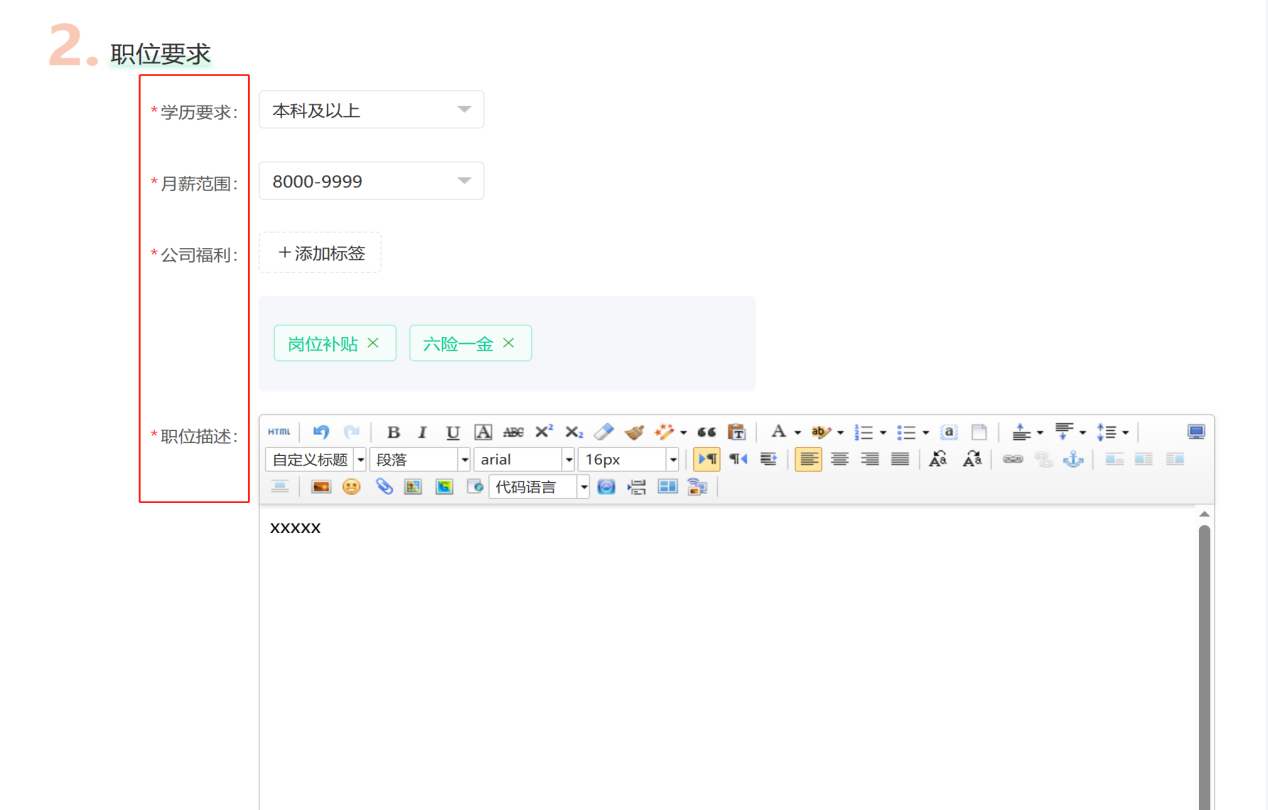 2. 职位要求
*学历要求: 本科及以上
*月薪范围: 8000-9999
*公司福利: +添加标签
岗位补贴 × 六险一金 ×
*职位描述: HTML B I U A ABC X² X₂ 66 T A ab a
自定义标题 段落 arial 16px Aa Aa
代码语言
xxxxx